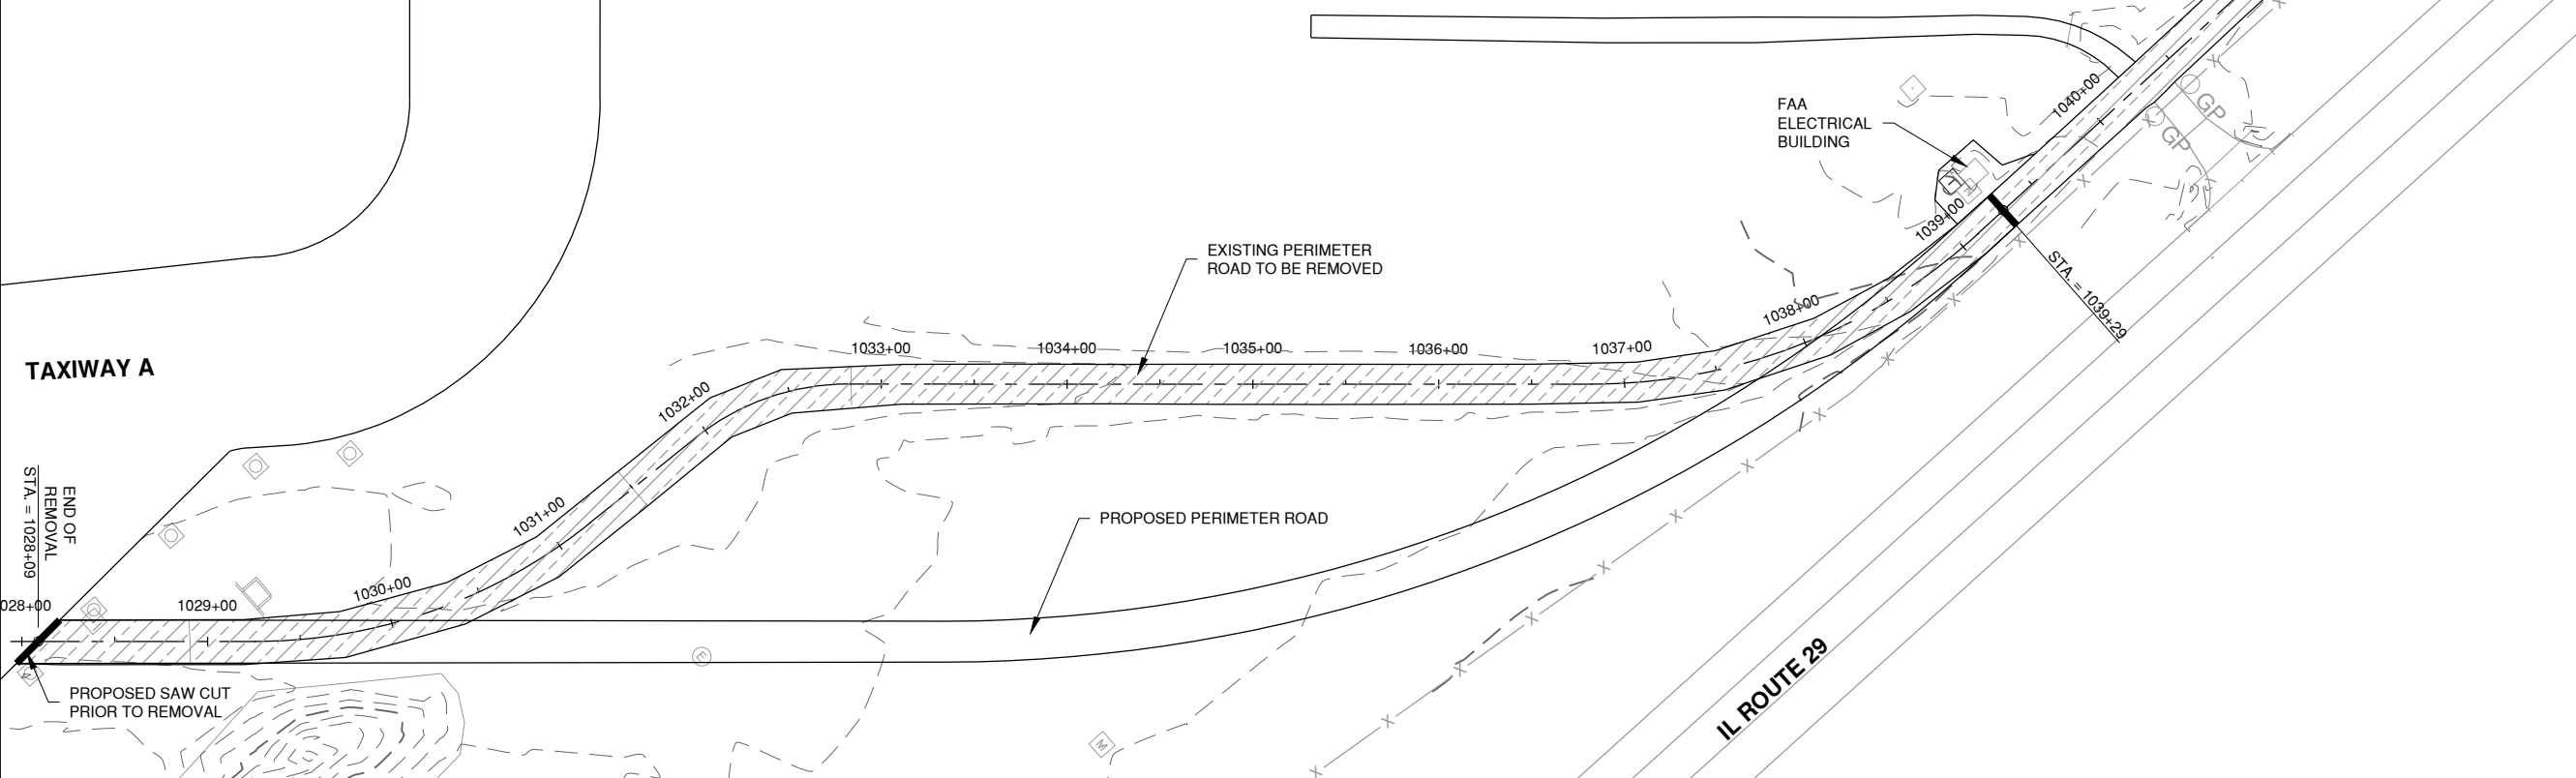 FAA
ELECTRICAL
BUILDING
1040+00
GP
GP
1039+00
STA. = 1039+29
EXISTING PERIMETER
ROAD TO BE REMOVED
1038+00
1037+00
1036+00
1035+00
1034+00
1033+00
1032+00
TAXIWAY A
1031+00
PROPOSED PERIMETER ROAD
END OF
REMOVAL
STA. = 1028+09
1030+00
1029+00
028+00
E
PROPOSED SAW CUT
PRIOR TO REMOVAL
M
IL ROUTE 29